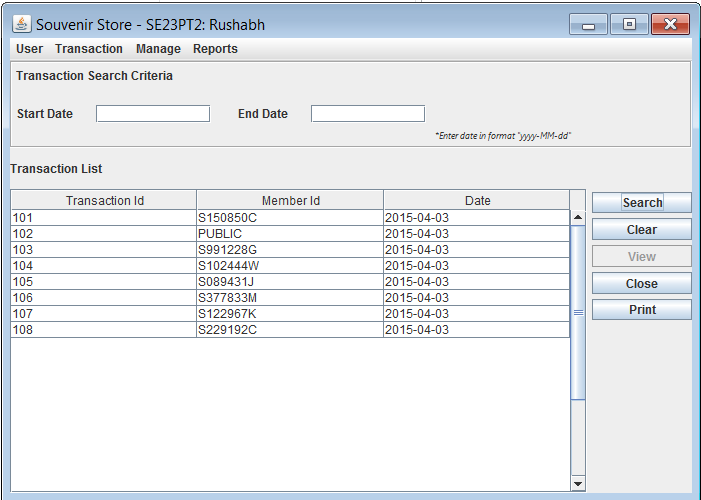 Souvenir Store - SE23PT2: Rushabh
User Transaction Manage Reports
Transaction Search Criteria
Start Date End Date
*Enter date in format "yyyy-MM-dd"
Transaction List
Transaction Id Member Id Date
101 S150850C 2015-04-03
102 PUBLIC 2015-04-03
103 S991228G 2015-04-03
104 S102444W 2015-04-03
105 S089431J 2015-04-03
106 S377833M 2015-04-03
107 S122967K 2015-04-03
108 S229192C 2015-04-03
Search
Clear
View
Close
Print